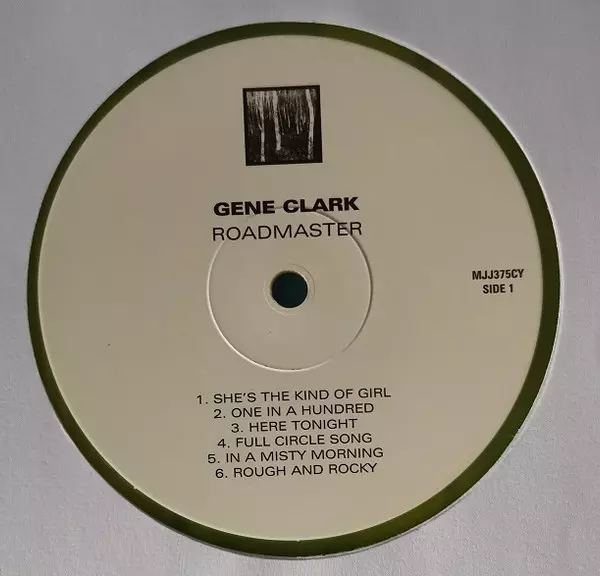 GENE CLARK
ROADMASTER
MJJ375CY
SIDE 1
1. SHE'S THE KIND OF GIRL
2. ONE IN A HUNDRED
3. HERE TONIGHT
4. FULL CIRCLE SONG
5. IN A MISTY MORNING
6. ROUGH AND ROCKY